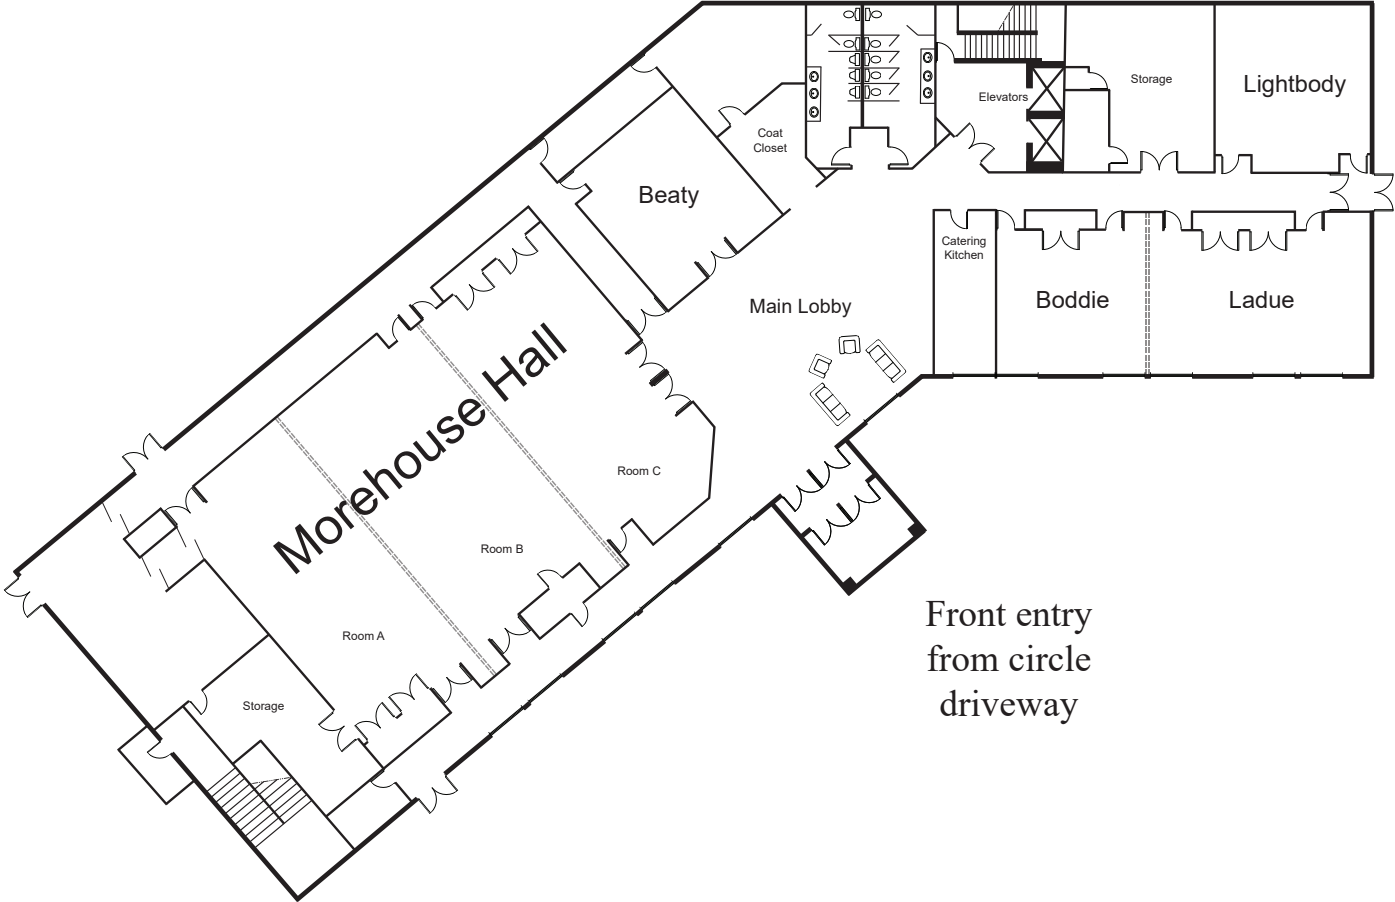 Storage
Lightbody
Elevators
Coat
Closet
Beaty
Catering
Kitchen
Main Lobby
Boddie
Ladue
Morehouse Hall
Room C
Room B
Room A
Storage
Front entry
from circle
driveway